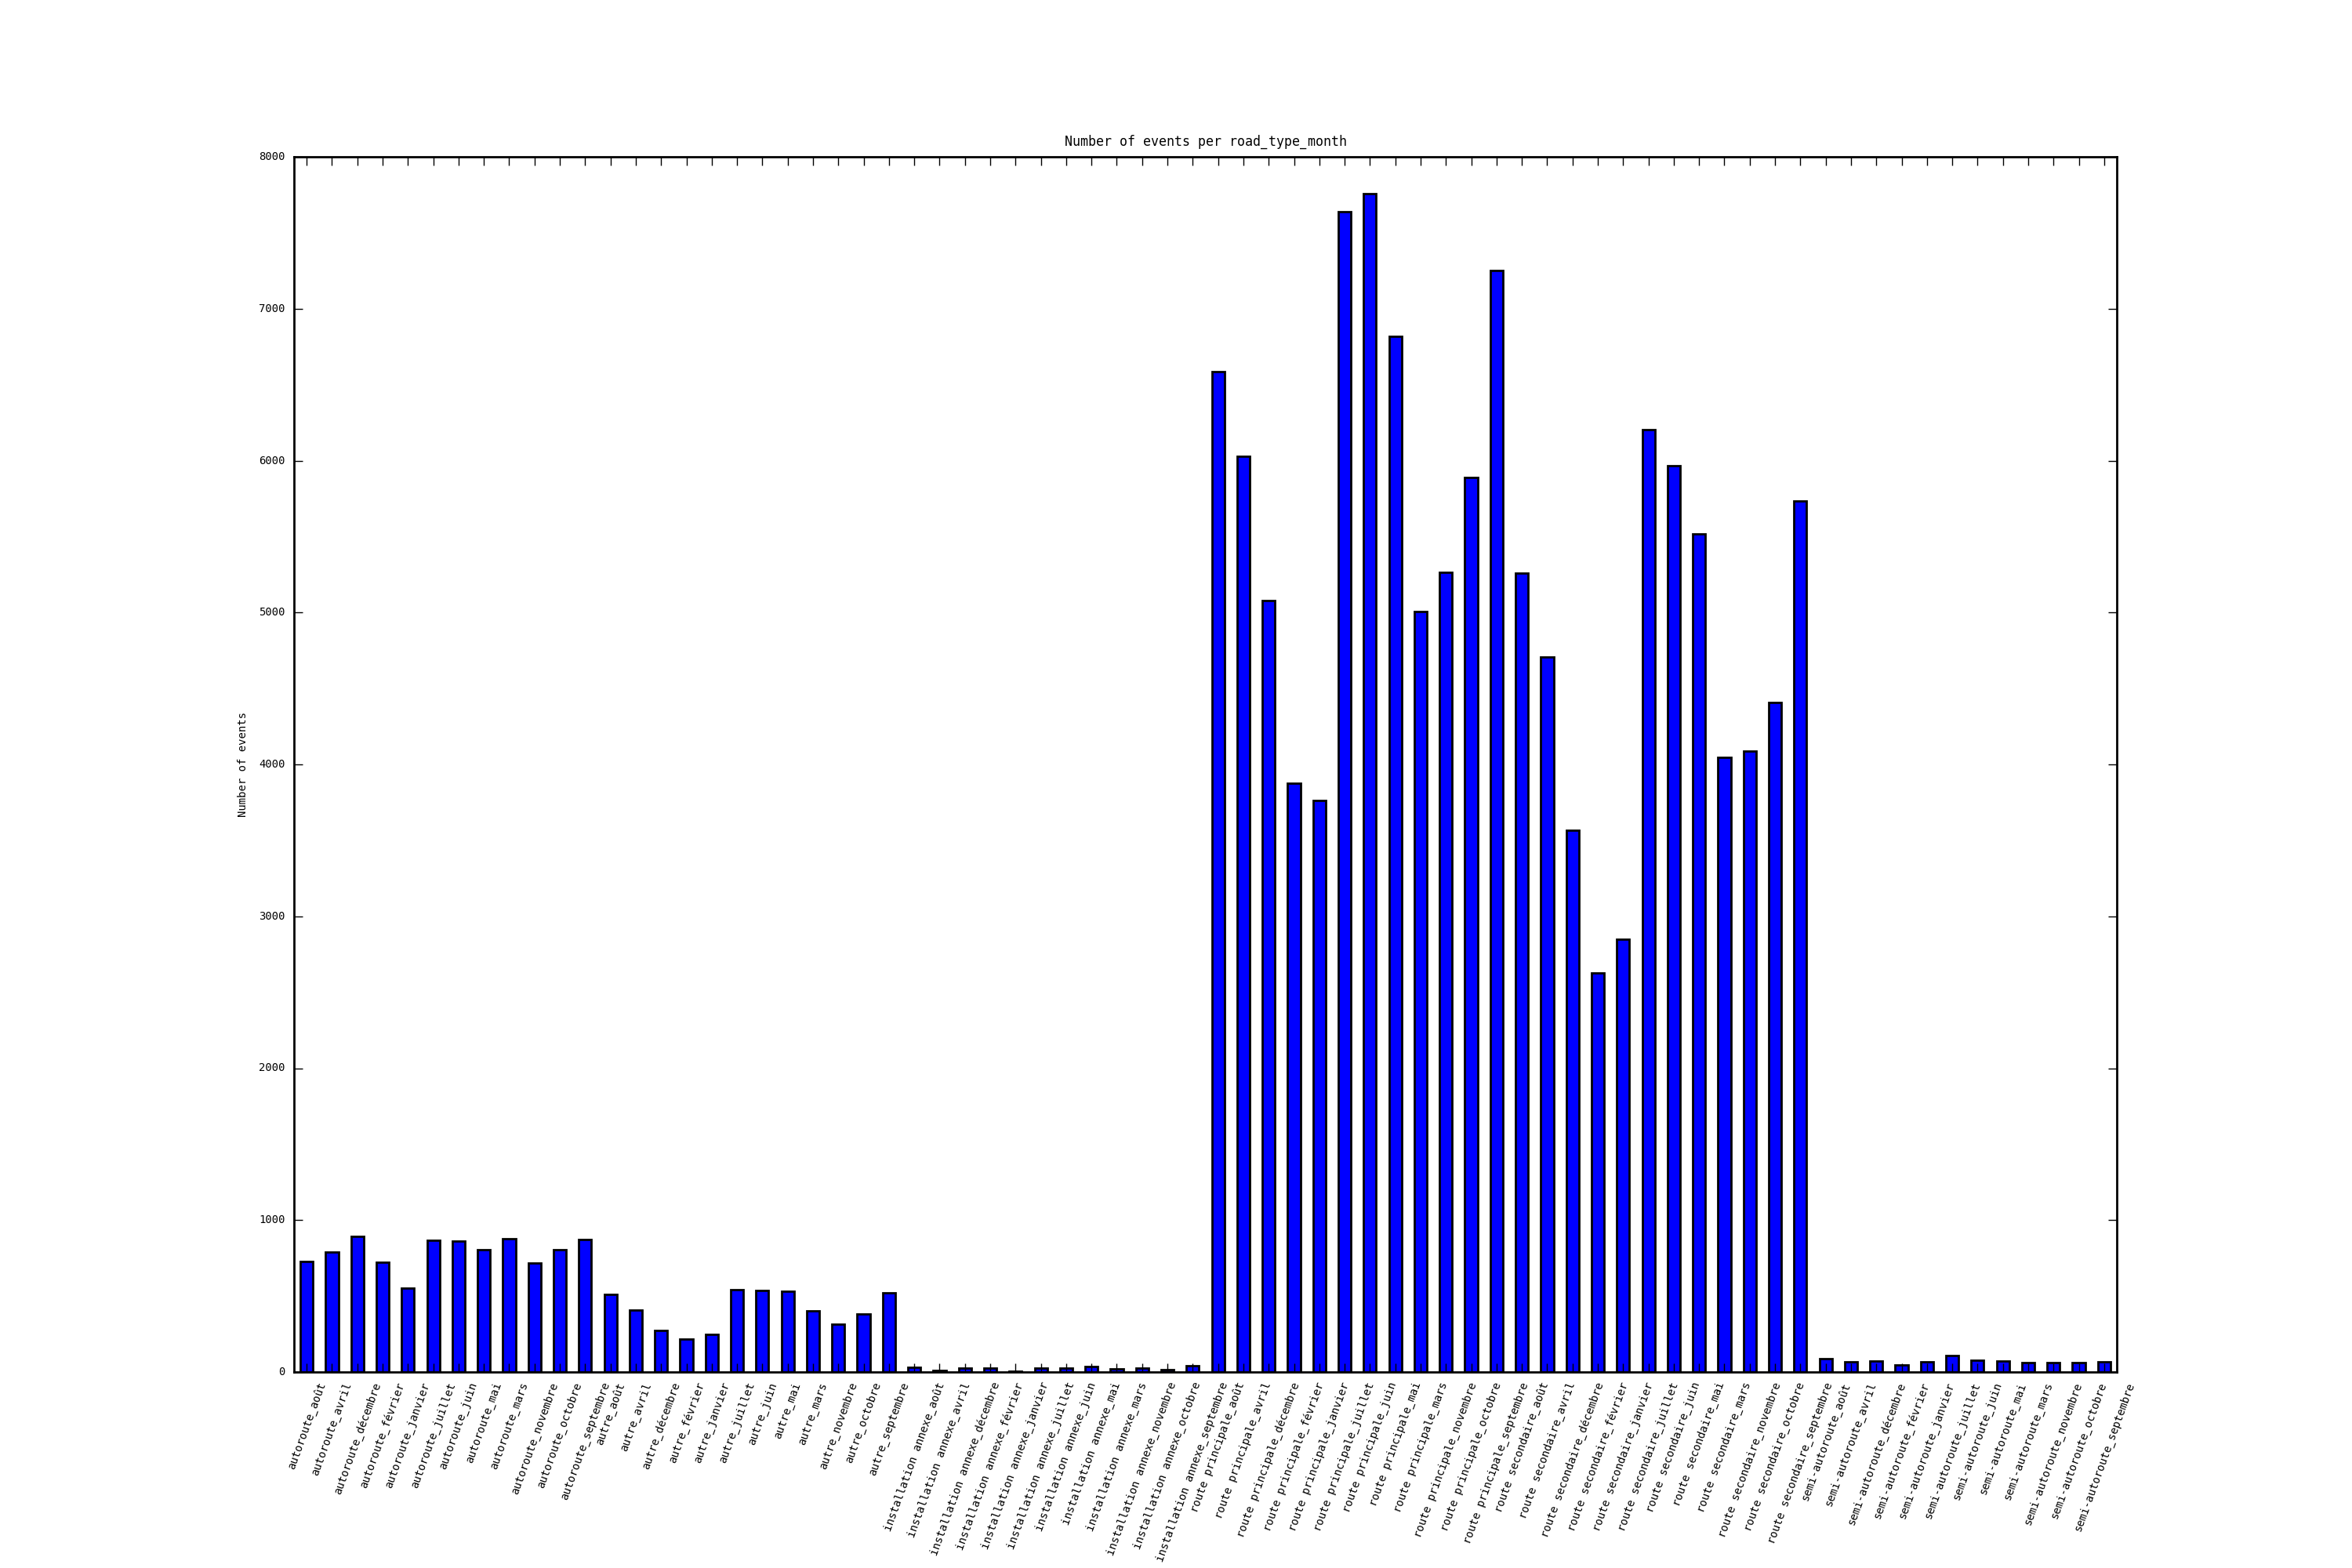 Number of events per road_type_month
8000
7000
6000
5000
4000
3000
2000
1000
0
Number of events
autoroute_août
autoroute_avril
autoroute_décembre
autoroute_février
autoroute_janvier
autoroute_juillet
autoroute_juin
autoroute_mai
autoroute_mars
autoroute_novembre
autoroute_octobre
autoroute_septembre
autre_août
autre_avril
autre_décembre
autre_février
autre_janvier
autre_juillet
autre_juin
autre_mai
autre_mars
autre_novembre
autre_octobre
autre_septembre
installation annexe_août
installation annexe_avril
installation annexe_décembre
installation annexe_février
installation annexe_janvier
installation annexe_juillet
installation annexe_juin
installation annexe_mai
installation annexe_mars
installation annexe_novembre
installation annexe_octobre
installation annexe_septembre
route principale_août
route principale_avril
route principale_décembre
route principale_février
route principale_janvier
route principale_juillet
route principale_juin
route principale_mai
route principale_mars
route principale_novembre
route principale_octobre
route principale_septembre
route secondaire_août
route secondaire_avril
route secondaire_décembre
route secondaire_février
route secondaire_janvier
route secondaire_juillet
route secondaire_juin
route secondaire_mai
route secondaire_mars
route secondaire_novembre
route secondaire_octobre
route secondaire_septembre
semi-autoroute_août
semi-autoroute_avril
semi-autoroute_décembre
semi-autoroute_février
semi-autoroute_janvier
semi-autoroute_juillet
semi-autoroute_juin
semi-autoroute_mai
semi-autoroute_mars
semi-autoroute_novembre
semi-autoroute_octobre
semi-autoroute_septembre